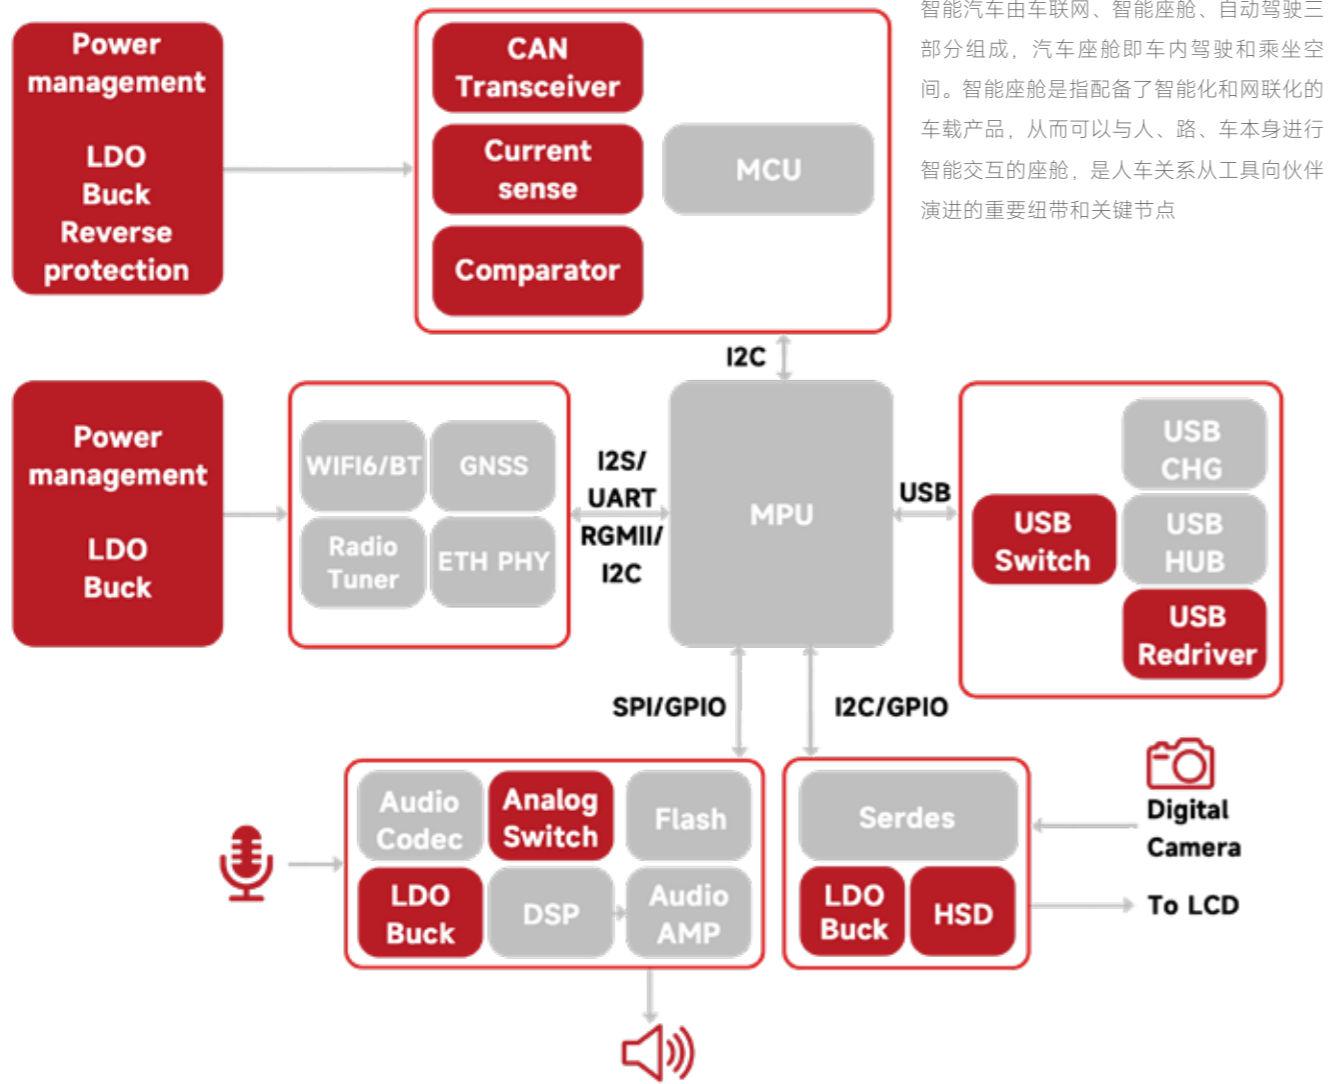 智能汽车由车联网、智能座舱、自动驾驶三
部分组成，汽车座舱即车内驾驶和乘坐空
间。智能座舱是指配备了智能化和网联化的
车载产品，从而可以与人、路、车本身进行
智能交互的座舱，是人车关系从工具向伙伴
演进的重要纽带和关键节点
Power
management
LDO
Buck
Reverse
protection
CAN
Transceiver
Current
sense
Comparator
MCU
I2C
Power
management
LDO
Buck
WIFI6/BT
GNSS
Radio
Tuner
ETH PHY
I2S/
UART
RGMII/
I2C
MPU
USB
USB
Switch
USB
CHG
USB
HUB
USB
Redriver
SPI/GPIO
I2C/GPIO
Audio
Codec
Analog
Switch
Flash
LDO
Buck
DSP
Audio
AMP
Serdes
LDO
Buck
HSD
Digital
Camera
To LCD